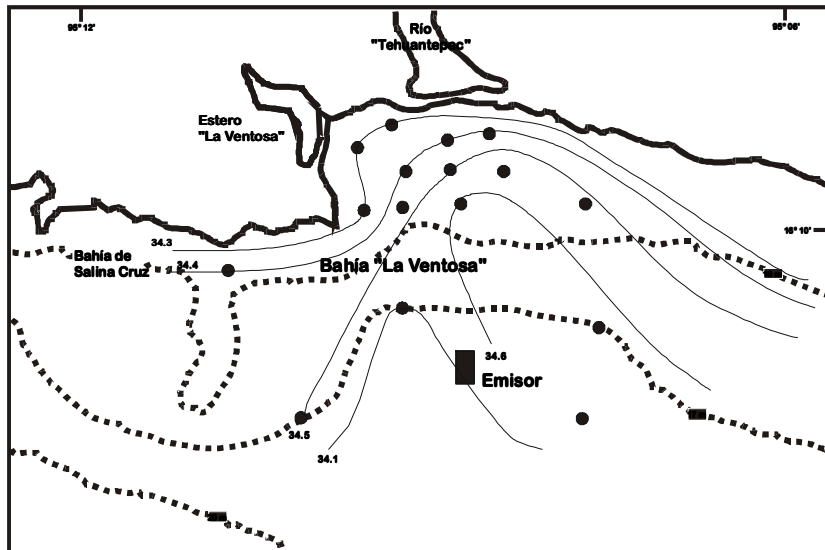 95° 12'
95° 06'
Río
"Tehuantepec"
Estero
"La Ventosa"
16° 10'
34.3
Bahía de
Salina Cruz
34.4
Bahía "La Ventosa"
34.6
Emisor
34.5
34.1